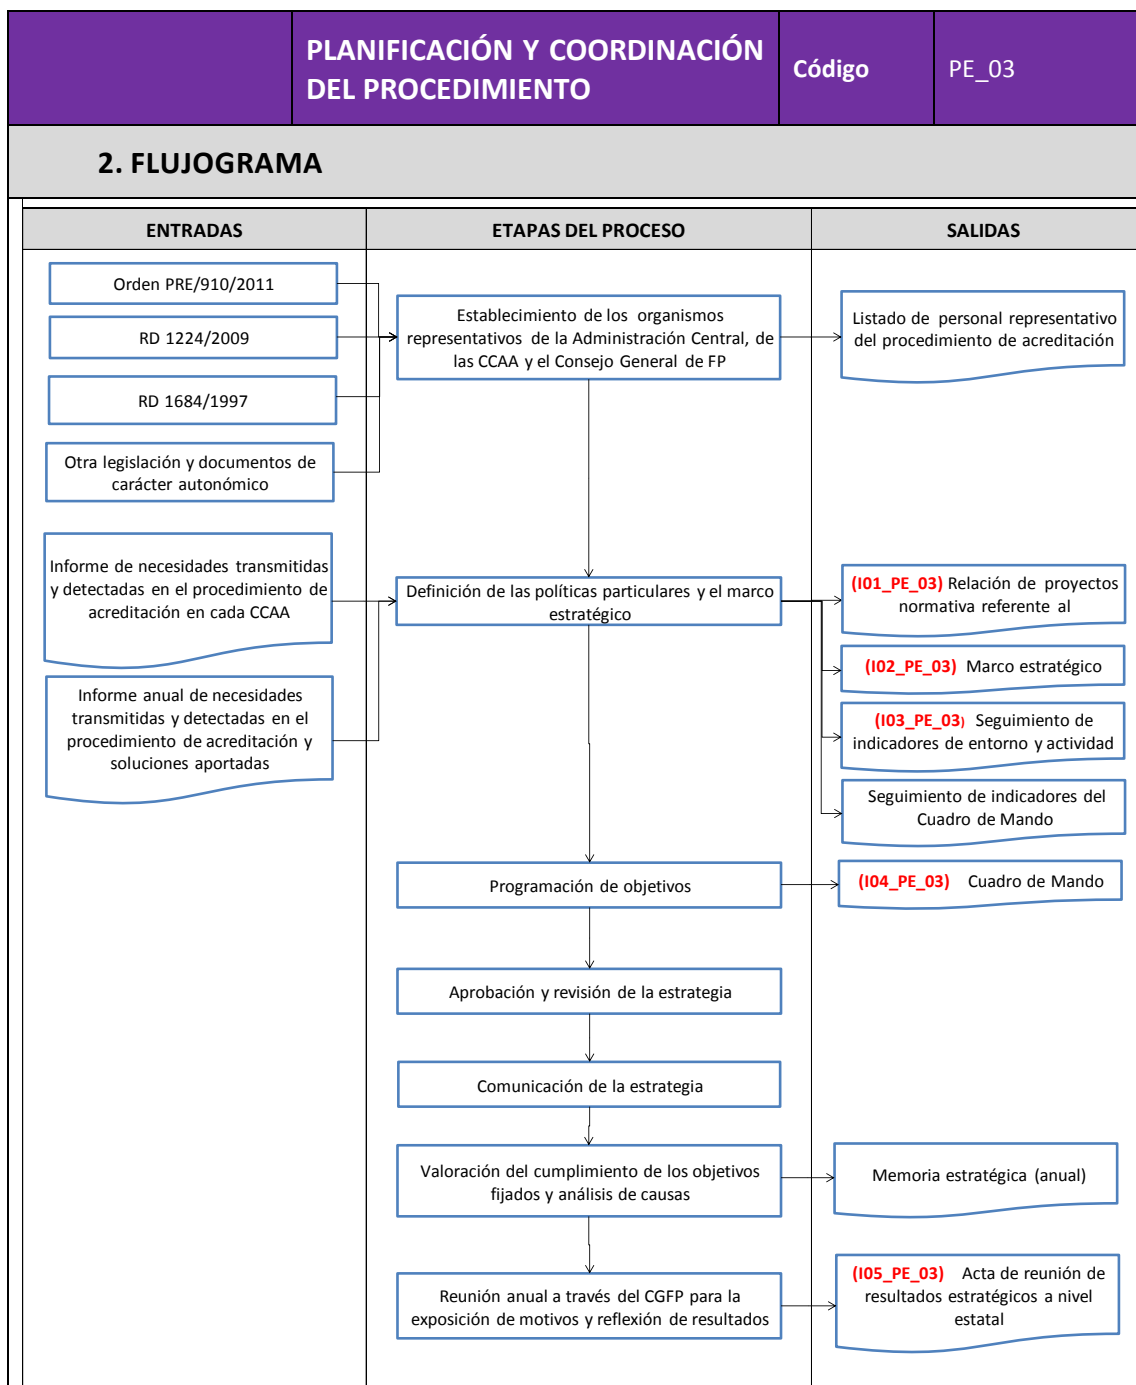 PLANIFICACIÓN Y COORDINACIÓN
DEL PROCEDIMIENTO
Código
PE_03
2. FLUJOGRAMA
ENTRADAS
ETAPAS DEL PROCESO
SALIDAS
Orden PRE/910/2011
RD 1224/2009
RD 1684/1997
Otra legislación y documentos de
carácter autonómico
Informe de necesidades transmitidas
y detectadas en el procedimiento de
acreditación en cada CCAA
Informe anual de necesidades
transmitidas y detectadas en el
procedimiento de acreditación y
soluciones aportadas
Establecimiento de los organismos
representativos de la Administración Central, de
las CCAA y el Consejo General de FP
Definición de las políticas particulares y el marco
estratégico
Programación de objetivos
Aprobación y revisión de la estrategia
Comunicación de la estrategia
Valoración del cumplimiento de los objetivos
fijados y análisis de causas
Reunión anual a través del CGFP para la
exposición de motivos y reflexión de resultados
Listado de personal representativo
del procedimiento de acreditación
(I01_PE_03) Relación de proyectos
normativa referente al
(I02_PE_03) Marco estratégico
(I03_PE_03) Seguimiento de
indicadores de entorno y actividad
Seguimiento de indicadores del
Cuadro de Mando
(I04_PE_03) Cuadro de Mando
Memoria estratégica (anual)
(I05_PE_03) Acta de reunión de
resultados estratégicos a nivel
estatal